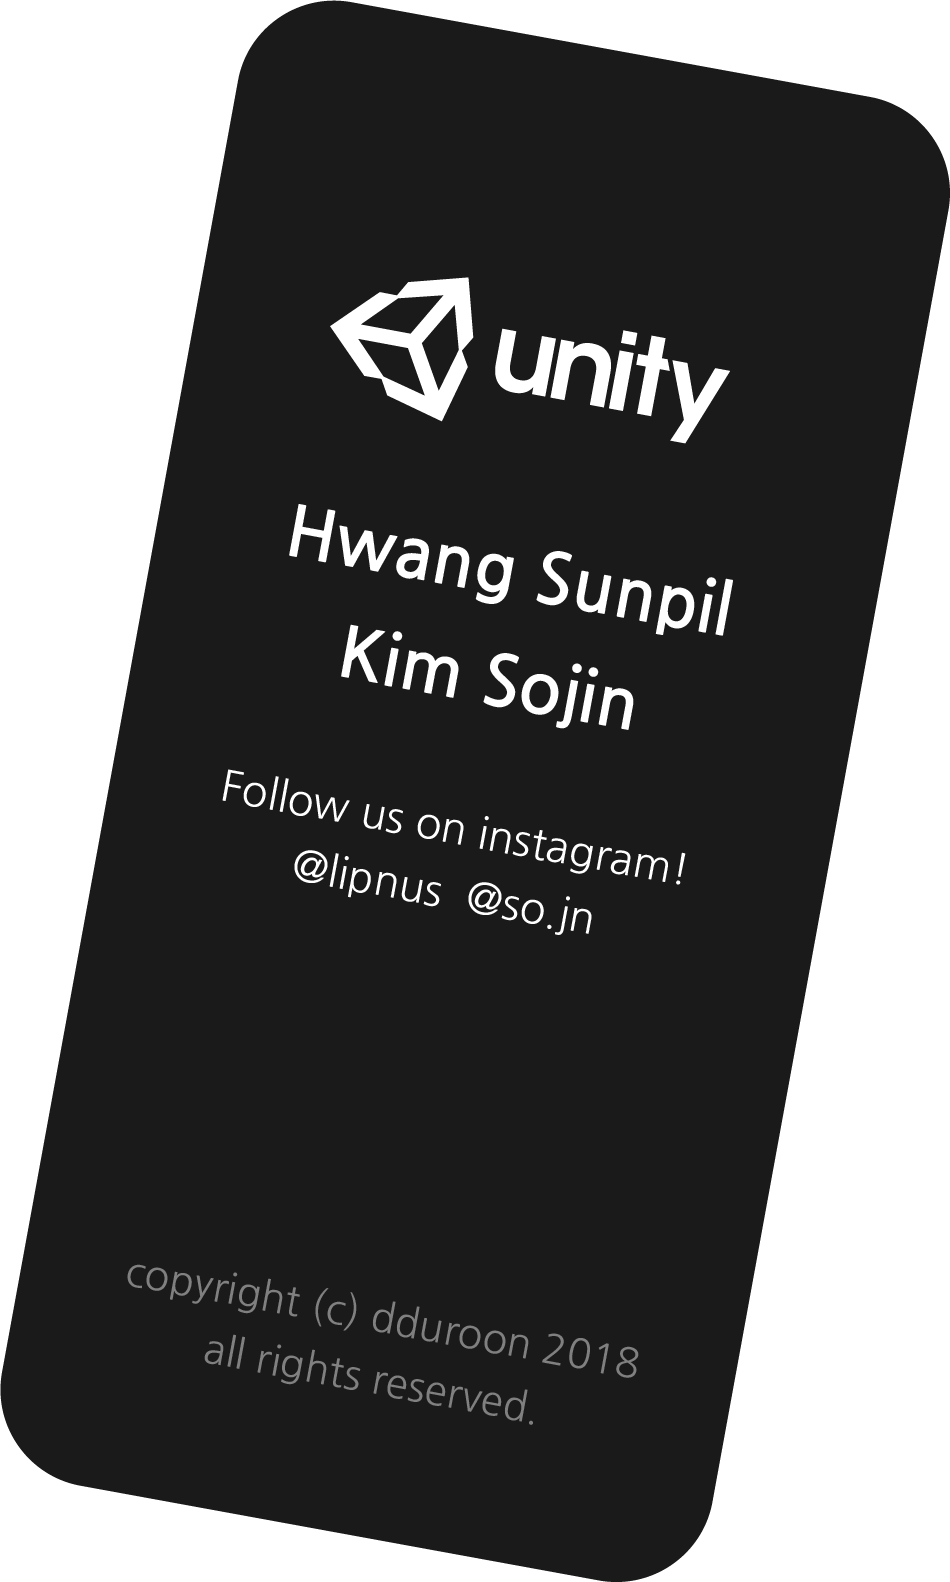 unity
Hwang Sunpil
Kim Sojin
Follow us on instagram!
@lipnus  @so.jn
copyright (c) dduroon 2018
all rights reserved.